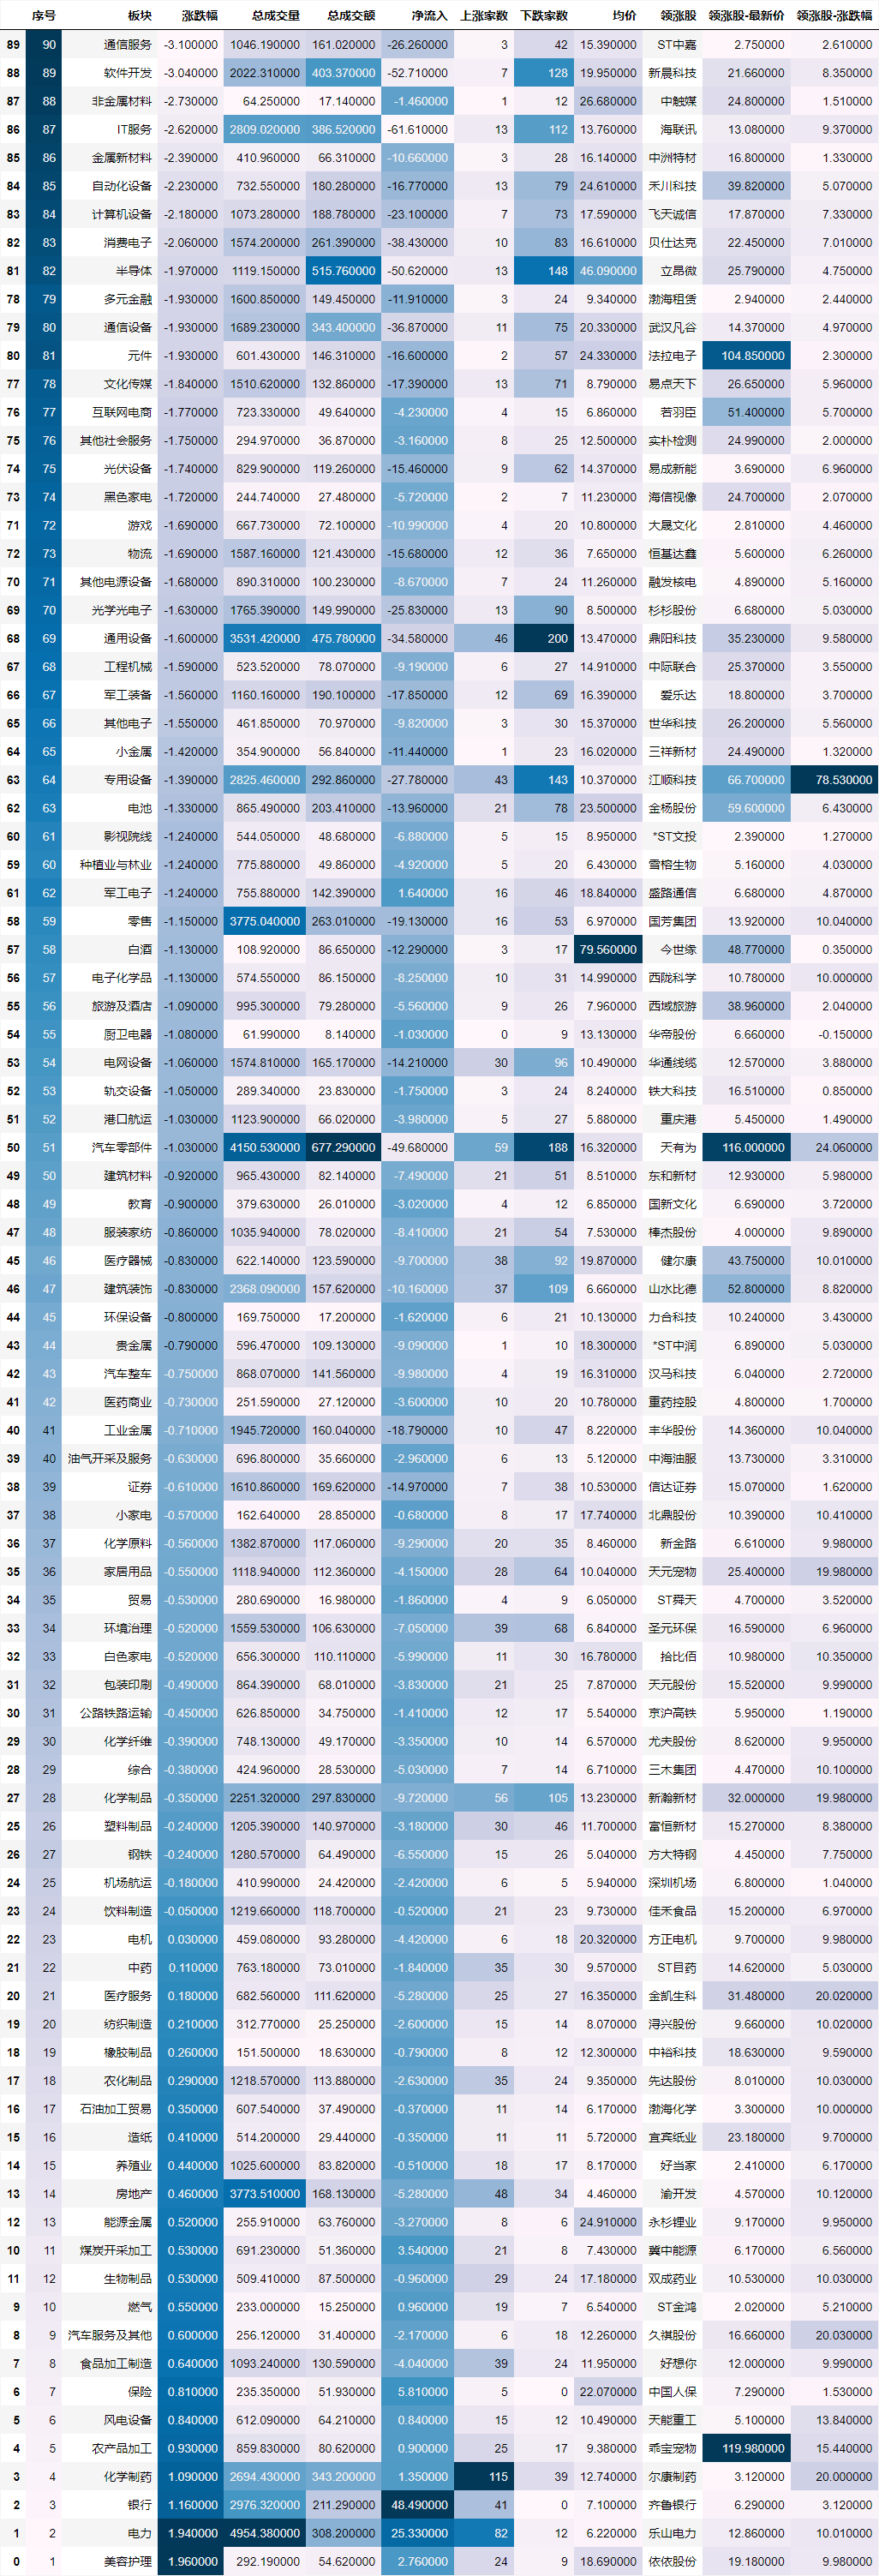 序号 板块 涨跌幅 总成交量 总成交额 净流入 上涨家数 下跌家数 均价 领涨股 领涨股-最新价 领涨股-涨跌幅
89 90 通信服务 -3.100000 1046.190000 161.020000 -26.260000 3 42 15.390000 ST中嘉 2.750000 2.610000
88 89 软件开发 -3.040000 2022.310000 403.370000 -52.710000 7 128 19.950000 新晨科技 21.660000 8.350000
87 88 非金属材料 -2.730000 64.250000 17.140000 -1.460000 1 12 26.680000 中触媒 24.800000 1.510000
86 87 IT服务 -2.620000 2809.020000 386.520000 -61.610000 13 112 13.760000 海联讯 13.080000 9.370000
85 86 金属新材料 -2.390000 410.960000 66.310000 -10.660000 3 28 16.140000 中洲特材 16.800000 1.330000
84 85 自动化设备 -2.230000 732.550000 180.280000 -16.770000 13 79 24.610000 禾川科技 39.820000 5.070000
83 84 计算机设备 -2.180000 1073.280000 188.780000 -23.100000 7 73 17.590000 飞天诚信 17.870000 7.330000
82 83 消费电子 -2.060000 1574.200000 261.390000 -38.430000 10 83 16.610000 贝仕达克 22.450000 7.010000
81 82 半导体 -1.970000 1119.150000 515.760000 -50.620000 13 148 46.090000 立昂微 25.790000 4.750000
78 79 多元金融 -1.930000 1600.850000 149.450000 -11.910000 3 24 9.340000 渤海租赁 2.940000 2.440000
79 80 通信设备 -1.930000 1689.230000 343.400000 -36.870000 11 75 20.330000 武汉凡谷 14.370000 4.970000
80 81 元件 -1.930000 601.430000 146.310000 -16.600000 2 57 24.330000 法拉电子 104.850000 2.300000
77 78 文化传媒 -1.840000 1510.620000 132.860000 -17.390000 13 71 8.790000 易点天下 26.650000 5.960000
76 77 互联网电商 -1.770000 723.330000 49.640000 -4.230000 4 15 6.860000 若羽臣 51.400000 5.700000
75 76 其他社会服务 -1.750000 294.970000 36.870000 -3.160000 8 25 12.500000 实朴检测 24.990000 2.000000
74 75 光伏设备 -1.740000 829.900000 119.260000 -15.460000 9 62 14.370000 易成新能 3.690000 6.960000
73 74 黑色家电 -1.720000 244.740000 27.480000 -5.720000 2 7 11.230000 海信视像 24.700000 2.070000
71 72 游戏 -1.690000 667.730000 72.100000 -10.990000 4 20 10.800000 大晟文化 2.810000 4.460000
72 73 物流 -1.690000 1587.160000 121.430000 -15.680000 12 36 7.650000 恒基达鑫 5.600000 6.260000
70 71 其他电源设备 -1.680000 890.310000 100.230000 -8.670000 7 24 11.260000 融发核电 4.890000 5.160000
69 70 光学光电子 -1.630000 1765.390000 149.990000 -25.830000 13 90 8.500000 杉杉股份 6.680000 5.030000
68 69 通用设备 -1.600000 3531.420000 475.780000 -34.580000 46 200 13.470000 鼎阳科技 35.230000 9.580000
67 68 工程机械 -1.590000 523.520000 78.070000 -9.190000 6 27 14.910000 中际联合 25.370000 3.550000
66 67 军工装备 -1.560000 1160.160000 190.100000 -17.850000 12 69 16.390000 爱乐达 18.800000 3.700000
65 66 其他电子 -1.550000 461.850000 70.970000 -9.820000 3 30 15.370000 世华科技 26.200000 5.560000
64 65 小金属 -1.420000 354.900000 56.840000 -11.440000 1 23 16.020000 三祥新材 24.490000 1.320000
63 64 专用设备 -1.390000 2825.460000 292.860000 -27.780000 43 143 10.370000 江顺科技 66.700000 78.530000
62 63 电池 -1.330000 865.490000 203.410000 -13.960000 21 78 23.500000 金杨股份 59.600000 6.430000
60 61 影视院线 -1.240000 544.050000 48.680000 -6.880000 5 15 8.950000 *ST文投 2.390000 1.270000
59 60 种植业与林业 -1.240000 775.880000 49.860000 -4.920000 5 20 6.430000 雪榕生物 5.160000 4.030000
61 62 军工电子 -1.240000 755.880000 142.390000 1.640000 16 46 18.840000 盛路通信 6.680000 4.870000
58 59 零售 -1.150000 3775.040000 263.010000 -19.130000 16 53 6.970000 国芳集团 13.920000 10.040000
57 58 白酒 -1.130000 108.920000 86.650000 -12.290000 3 17 79.560000 今世缘 48.770000 0.350000
56 57 电子化学品 -1.130000 574.550000 86.150000 -8.250000 10 31 14.990000 西陇科学 10.780000 10.000000
55 56 旅游及酒店 -1.090000 995.300000 79.280000 -5.560000 9 26 7.960000 西域旅游 38.960000 2.040000
54 55 厨卫电器 -1.080000 61.990000 8.140000 -1.030000 0 9 13.130000 华帝股份 6.660000 -0.150000
53 54 电网设备 -1.060000 1574.810000 165.170000 -14.210000 30 96 10.490000 华通线缆 12.570000 3.880000
52 53 轨交设备 -1.050000 289.340000 23.830000 -1.750000 3 24 8.240000 铁大科技 16.510000 0.850000
51 52 港口航运 -1.030000 1123.900000 66.020000 -3.980000 5 27 5.880000 重庆港 5.450000 1.490000
50 51 汽车零部件 -1.030000 4150.530000 677.290000 -49.680000 59 188 16.320000 天有为 116.000000 24.060000
49 50 建筑材料 -0.920000 965.430000 82.140000 -7.490000 21 51 8.510000 东和新材 12.930000 5.980000
48 49 教育 -0.900000 379.630000 26.010000 -3.020000 4 12 6.850000 国新文化 6.690000 3.720000
47 48 服装家纺 -0.860000 1035.940000 78.020000 -8.410000 21 54 7.530000 棒杰股份 4.000000 9.890000
45 46 医疗器械 -0.830000 622.140000 123.590000 -9.700000 38 92 19.870000 健尔康 43.750000 10.010000
46 47 建筑装饰 -0.830000 2368.090000 157.620000 -10.160000 37 109 6.660000 山水比德 52.800000 8.820000
44 45 环保设备 -0.800000 169.750000 17.200000 -1.620000 6 21 10.130000 力合科技 10.240000 3.430000
43 44 贵金属 -0.790000 596.470000 109.130000 -9.090000 1 10 18.300000 *ST中润 6.890000 5.030000
42 43 汽车整车 -0.750000 868.070000 141.560000 -9.980000 4 19 16.310000 汉马科技 6.040000 2.720000
41 42 医药商业 -0.730000 251.590000 27.120000 -3.600000 10 20 10.780000 重药控股 4.800000 1.700000
40 41 工业金属 -0.710000 1945.720000 160.040000 -18.790000 10 47 8.220000 丰华股份 14.360000 10.040000
39 40 油气开采及服务 -0.630000 696.800000 35.660000 -2.960000 6 13 5.120000 中海油服 13.730000 3.310000
38 39 证券 -0.610000 1610.860000 169.620000 -14.970000 7 38 10.530000 信达证券 15.070000 1.620000
37 38 小家电 -0.570000 162.640000 28.850000 -0.680000 8 17 17.740000 北鼎股份 10.390000 10.410000
36 37 化学原料 -0.560000 1382.870000 117.060000 -9.290000 20 35 8.460000 新金路 6.610000 9.980000
35 36 家居用品 -0.550000 1118.940000 112.360000 -4.150000 28 64 10.040000 天元宠物 25.400000 19.980000
34 35 贸易 -0.530000 280.690000 16.980000 -1.860000 4 9 6.050000 ST舜天 4.700000 3.520000
33 34 环境治理 -0.520000 1559.530000 106.630000 -7.050000 39 68 6.840000 圣元环保 16.590000 6.960000
32 33 白色家电 -0.520000 656.300000 110.110000 -5.990000 11 30 16.780000 拾比佰 10.980000 10.350000
31 32 包装印刷 -0.490000 864.390000 68.010000 -3.830000 21 25 7.870000 天元股份 15.520000 9.990000
30 31 公路铁路运输 -0.450000 626.850000 34.750000 -1.410000 12 17 5.540000 京沪高铁 5.950000 1.190000
29 30 化学纤维 -0.390000 748.130000 49.170000 -3.350000 10 14 6.570000 尤夫股份 8.620000 9.950000
28 29 综合 -0.380000 424.960000 28.530000 -5.030000 7 14 6.710000 三木集团 4.470000 10.100000
27 28 化学制品 -0.350000 2251.320000 297.830000 -9.720000 56 105 13.230000 新瀚新材 32.000000 19.980000
25 26 塑料制品 -0.240000 1205.390000 140.970000 -3.180000 30 46 11.700000 富恒新材 15.270000 8.380000
26 27 钢铁 -0.240000 1280.570000 64.490000 -6.550000 15 26 5.040000 方大特钢 4.450000 7.750000
24 25 机场航运 -0.180000 410.990000 24.420000 -2.420000 6 5 5.940000 深圳机场 6.800000 1.040000
23 24 饮料制造 -0.050000 1219.660000 118.700000 -0.520000 21 23 9.730000 佳禾食品 15.200000 6.970000
22 23 电机 0.030000 459.080000 93.280000 -4.420000 6 18 20.320000 方正电机 9.700000 9.980000
21 22 中药 0.110000 763.180000 73.010000 -1.840000 35 30 9.570000 ST目药 14.620000 5.030000
20 21 医疗服务 0.180000 682.560000 111.620000 -5.280000 25 27 16.350000 金凯生科 31.480000 20.020000
19 20 纺织制造 0.210000 312.770000 25.250000 -2.600000 15 14 8.070000 浔兴股份 9.660000 10.020000
18 19 橡胶制品 0.260000 151.500000 18.630000 -0.790000 8 12 12.300000 中裕科技 18.630000 9.590000
17 18 农化制品 0.290000 1218.570000 113.880000 -2.630000 35 24 9.350000 先达股份 8.010000 10.030000
16 17 石油加工贸易 0.350000 607.540000 37.490000 -0.370000 11 14 6.170000 渤海化学 3.300000 10.000000
15 16 造纸 0.410000 514.200000 29.440000 -0.350000 11 11 5.720000 宜宾纸业 23.180000 9.700000
14 15 养殖业 0.440000 1025.600000 83.820000 -0.510000 18 17 8.170000 好当家 2.410000 6.170000
13 14 房地产 0.460000 3773.510000 168.130000 -5.280000 48 34 4.460000 渝开发 4.570000 10.120000
12 13 能源金属 0.520000 255.910000 63.760000 -3.270000 8 6 24.910000 永杉锂业 9.170000 9.950000
10 11 煤炭开采加工 0.530000 691.230000 51.360000 3.540000 21 8 7.430000 冀中能源 6.170000 6.560000
11 12 生物制品 0.530000 509.410000 87.500000 -0.960000 29 24 17.180000 双成药业 10.530000 10.030000
9 10 燃气 0.550000 233.000000 15.250000 0.960000 19 7 6.540000 ST金鸿 2.020000 5.210000
8 9 汽车服务及其他 0.600000 256.120000 31.400000 -2.170000 6 18 12.260000 久祺股份 16.660000 20.030000
7 8 食品加工制造 0.640000 1093.240000 130.590000 -4.040000 39 24 11.950000 好想你 12.000000 9.990000
6 7 保险 0.810000 235.350000 51.930000 5.810000 5 0 22.070000 中国人保 7.290000 1.530000
5 6 风电设备 0.840000 612.090000 64.210000 0.840000 15 12 10.490000 天能重工 5.100000 13.840000
4 5 农产品加工 0.930000 859.830000 80.620000 0.900000 25 17 9.380000 乖宝宠物 119.980000 15.440000
3 4 化学制药 1.090000 2694.430000 343.200000 1.350000 115 39 12.740000 尔康制药 3.120000 20.000000
2 3 银行 1.160000 2976.320000 211.290000 48.490000 41 0 7.100000 齐鲁银行 6.290000 3.120000
1 2 电力 1.940000 4954.380000 308.200000 25.330000 82 12 6.220000 乐山电力 12.860000 10.010000
0 1 美容护理 1.960000 292.190000 54.620000 2.760000 24 9 18.690000 依依股份 19.180000 9.980000